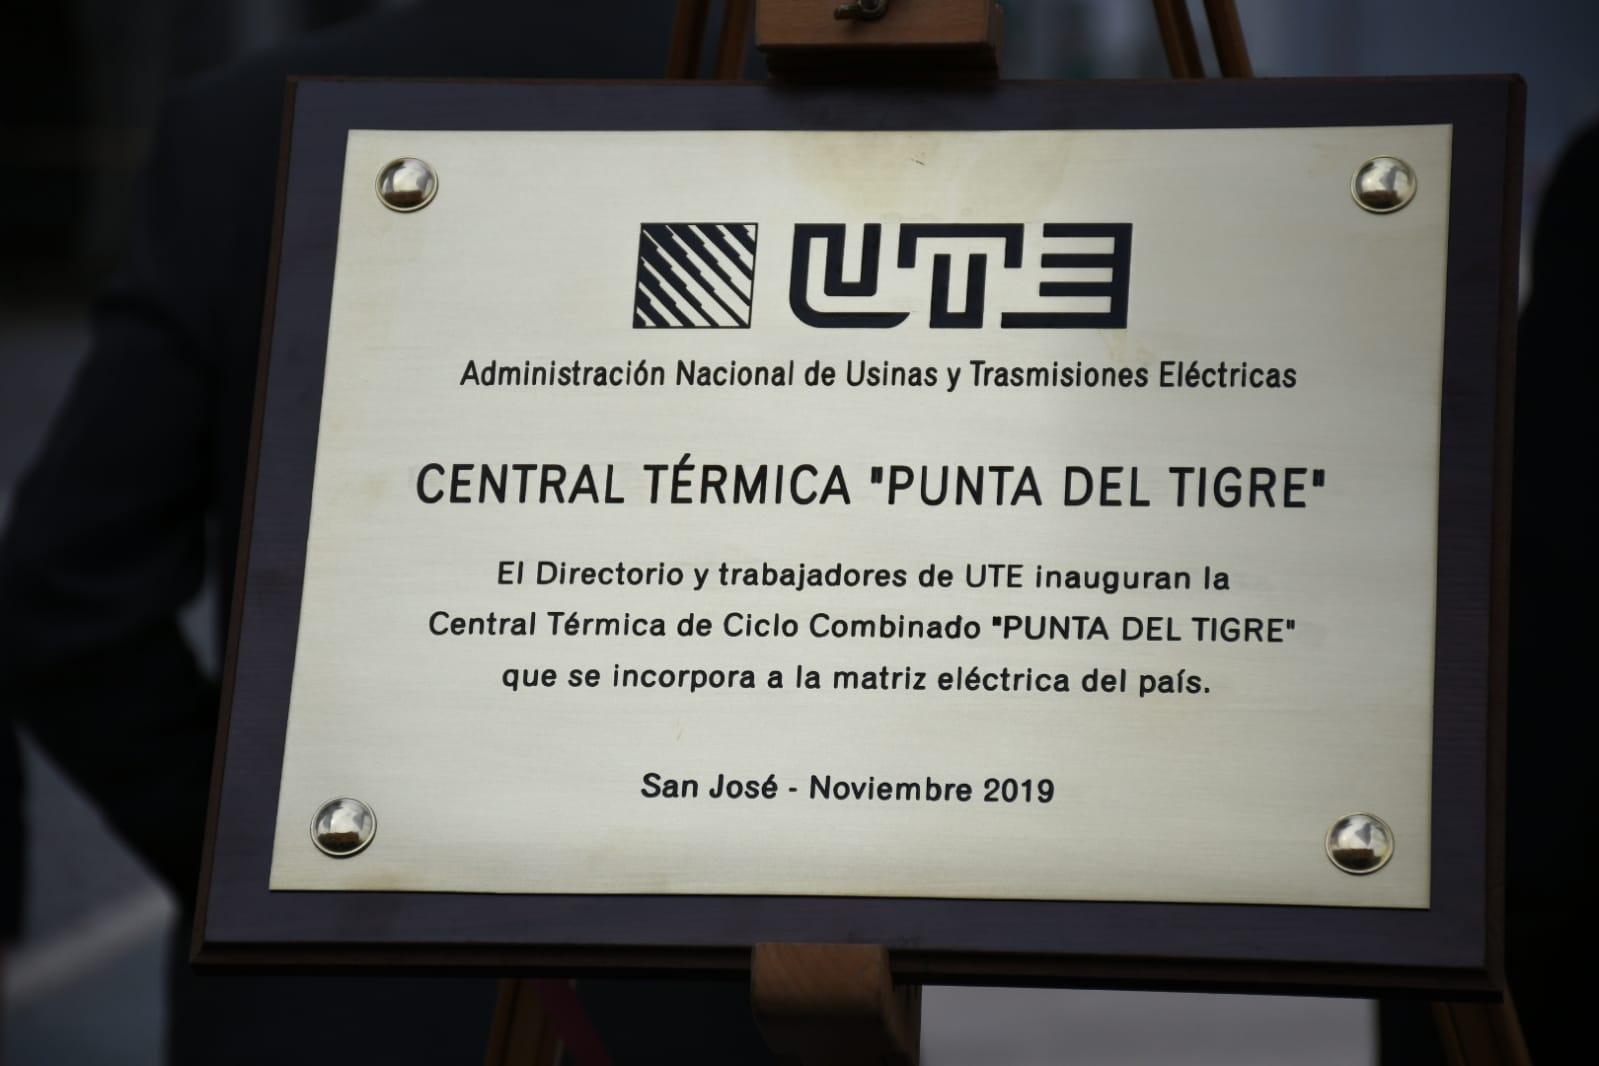 UTE
Administración Nacional de Usinas y Trasmisiones Eléctricas
CENTRAL TÉRMICA "PUNTA DEL TIGRE"
El Directorio y trabajadores de UTE inauguran la
Central Térmica de Ciclo Combinado "PUNTA DEL TIGRE"
que se incorpora a la matriz eléctrica del país.
San José - Noviembre 2019